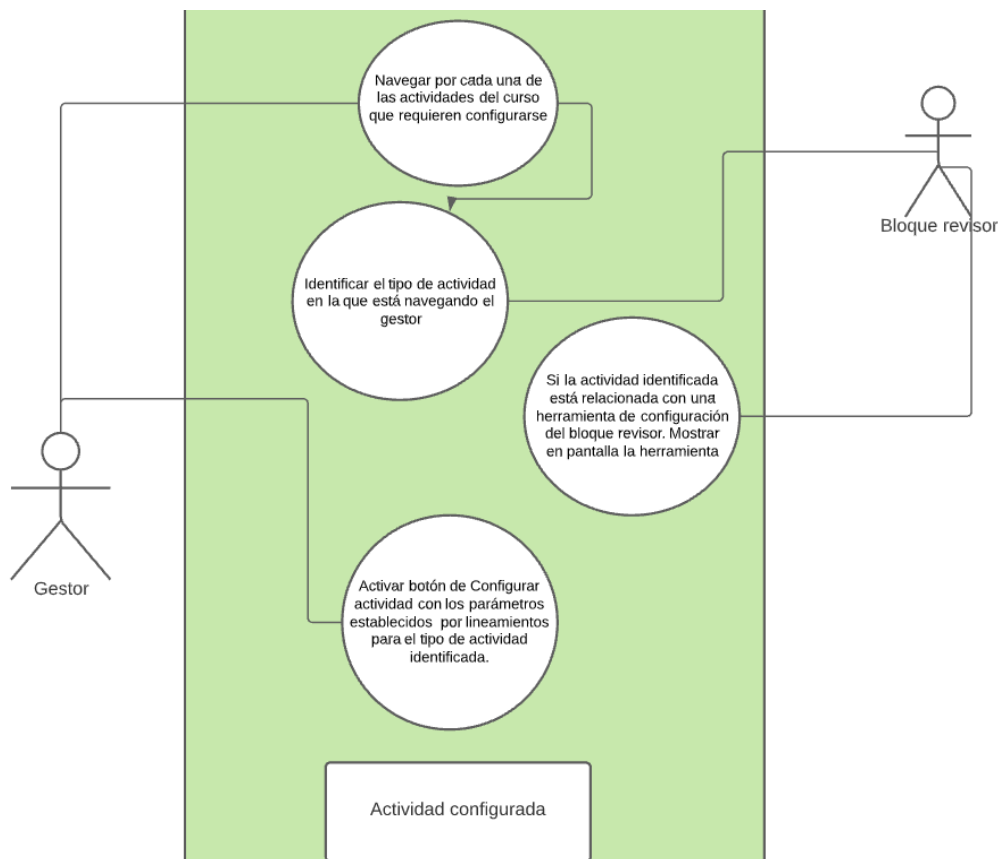 Navegar por cada una de
las actividades del curso
que requieren configurarse
Bloque revisor
Identificar el tipo de actividad
en la que está navegando el
gestor
Si la actividad identificada
está relacionada con una
herramienta de configuración
del bloque revisor. Mostrar
en pantalla la herramienta
Gestor
Activar botón de Configurar
actividad con los parámetros
establecidos por lineamientos
para el tipo de actividad
identificada.
Actividad configurada